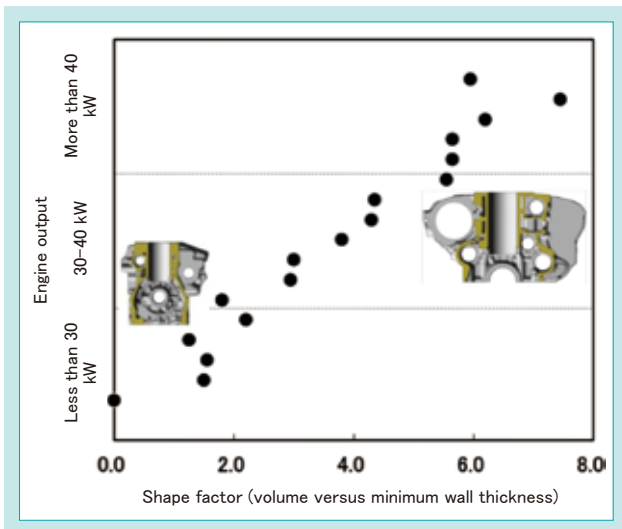 More than 40
kW
30–40 kW
Less than 30
kW
Engine output
0.0
2.0
4.0
6.0
8.0
Shape factor (volume versus minimum wall thickness)